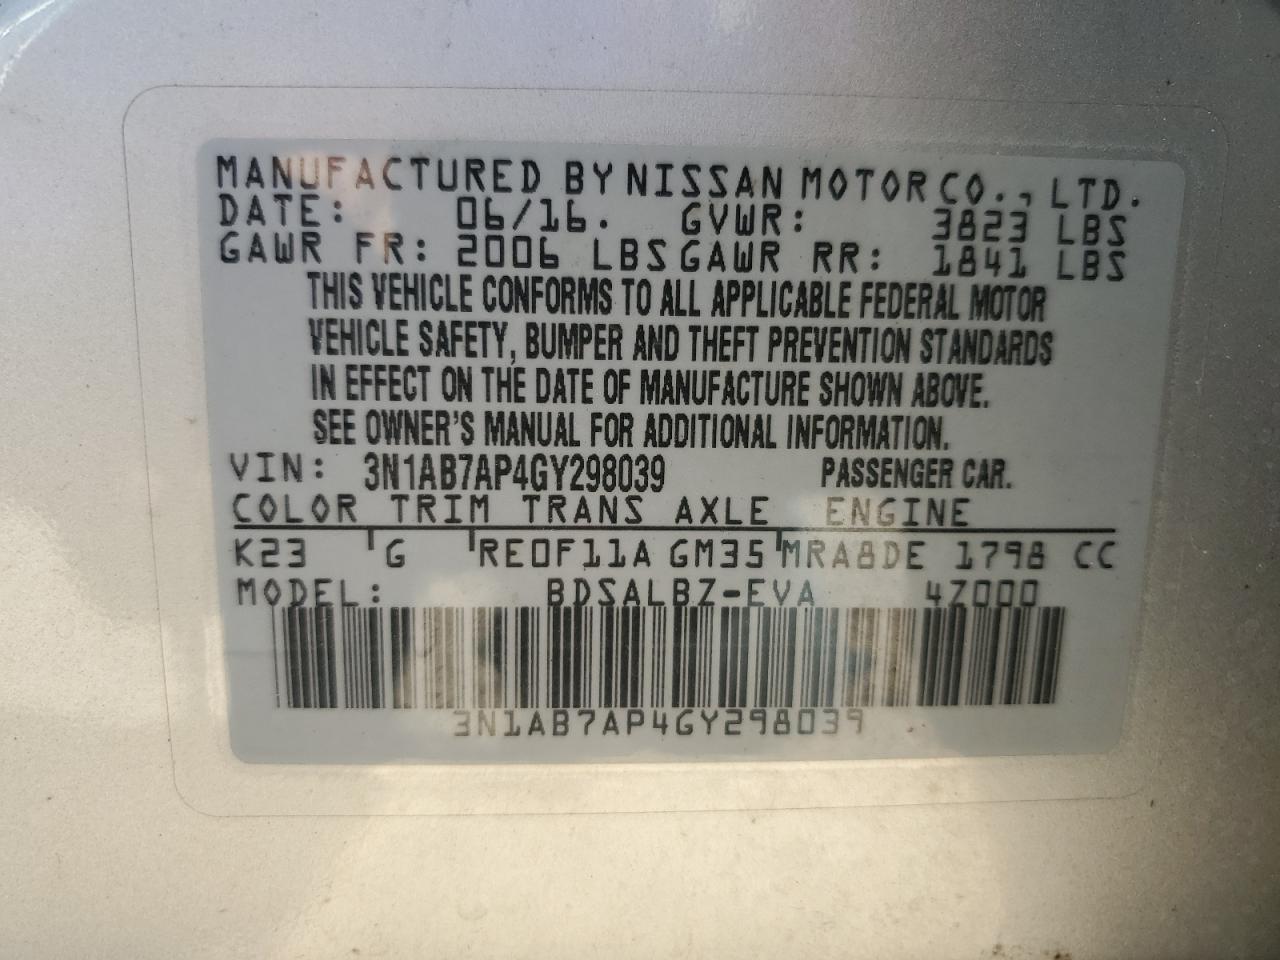 MANUFACTURED BY NISSAN MOTOR CO., LTD.
DATE: 06/16. GVWR: 3823 LBS
GAWR FR: 2006 LBS GAWR RR: 1841 LBS
THIS VEHICLE CONFORMS TO ALL APPLICABLE FEDERAL MOTOR
VEHICLE SAFETY, BUMPER AND THEFT PREVENTION STANDARDS
IN EFFECT ON THE DATE OF MANUFACTURE SHOWN ABOVE.
SEE OWNER'S MANUAL FOR ADDITIONAL INFORMATION.
VIN: 3N1AB7AP4GY298039 PASSENGER CAR.
COLOR TRIM TRANS AXLE ENGINE
K23 G RE0F11A GM35 MRA8DE 1798 CC
MODEL: BDSALBZ-EVA 4Z000
3N1AB7AP4GY298039